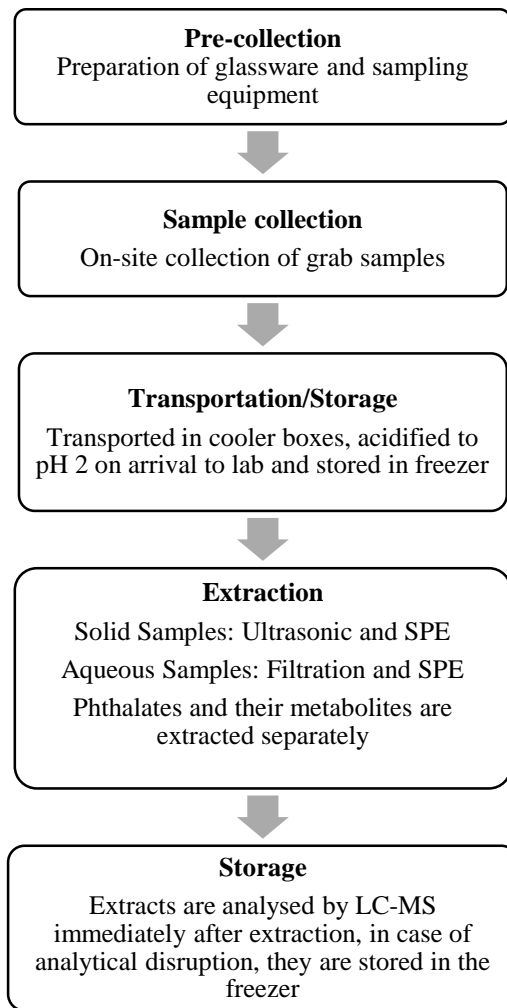 Pre-collection
Preparation of glassware and sampling
equipment
Sample collection
On-site collection of grab samples
Transportation/Storage
Transported in cooler boxes, acidified to
pH 2 on arrival to lab and stored in freezer
Extraction
Solid Samples: Ultrasonic and SPE
Aqueous Samples: Filtration and SPE
Phthalates and their metabolites are
extracted separately
Storage
Extracts are analysed by LC-MS
immediately after extraction, in case of
analytical disruption, they are stored in the
freezer